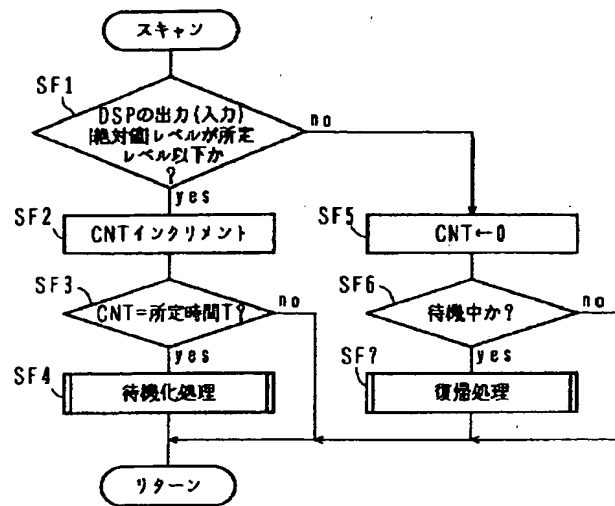 スキャン
SF1
DSPの出力(入力)
|絶対値|レベルが所定
レベル以下か
?
no
yes
SF2
CNTインクリメント
SF5
CNT←0
SF3
CNT=所定時間T?
no
yes
SF6
待機中か?
no
yes
SF4
待機化処理
SF7
復帰処理
リターン